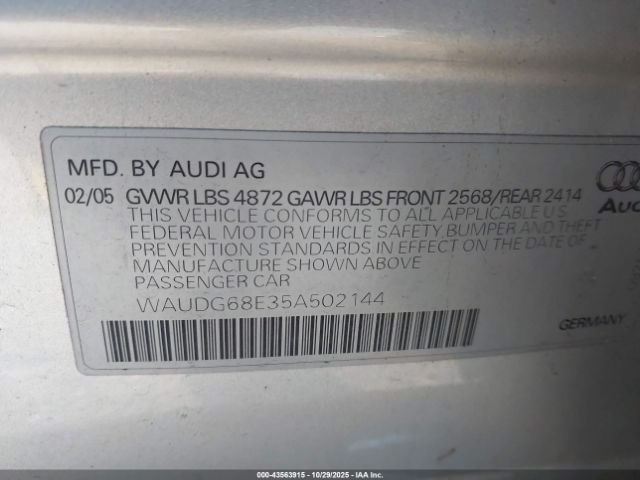 MFD. BY AUDI AG
02/05 GVWR LBS 4872 GAWR LBS FRONT 2568/REAR 2414
THIS VEHICLE CONFORMS TO ALL APPLICABLE U.S.
FEDERAL MOTOR VEHICLE SAFETY, BUMPER AND THEFT
PREVENTION STANDARDS IN EFFECT ON THE DATE OF
MANUFACTURE SHOWN ABOVE
PASSENGER CAR
WAUDG68E35A502144
GERMANY
000-43563915 - 10/29/2025 - IAA Inc.